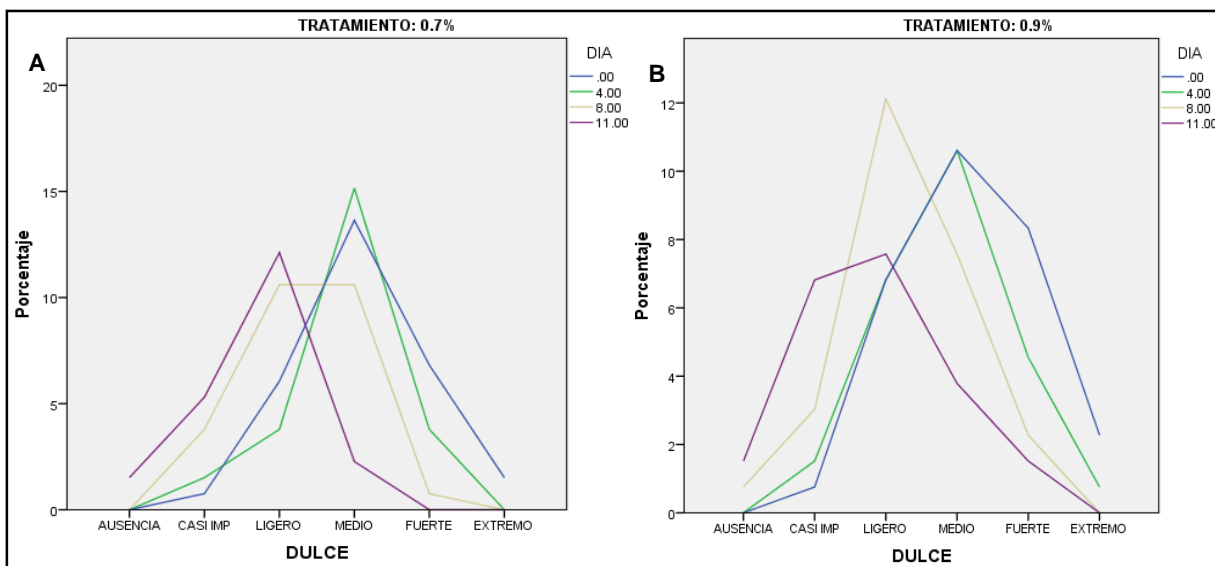 TRATAMIENTO: 0.7%
A
DIA
.00
4.00
8.00
11.00
20
15
10
5
0
Porcentaje
AUSENCIA CASI IMP LIGERO MEDIO FUERTE EXTREMO
DULCE
TRATAMIENTO: 0.9%
B
DIA
.00
4.00
8.00
11.00
12
10
8
6
4
2
0
Porcentaje
AUSENCIA CASI IMP LIGERO MEDIO FUERTE EXTREMO
DULCE